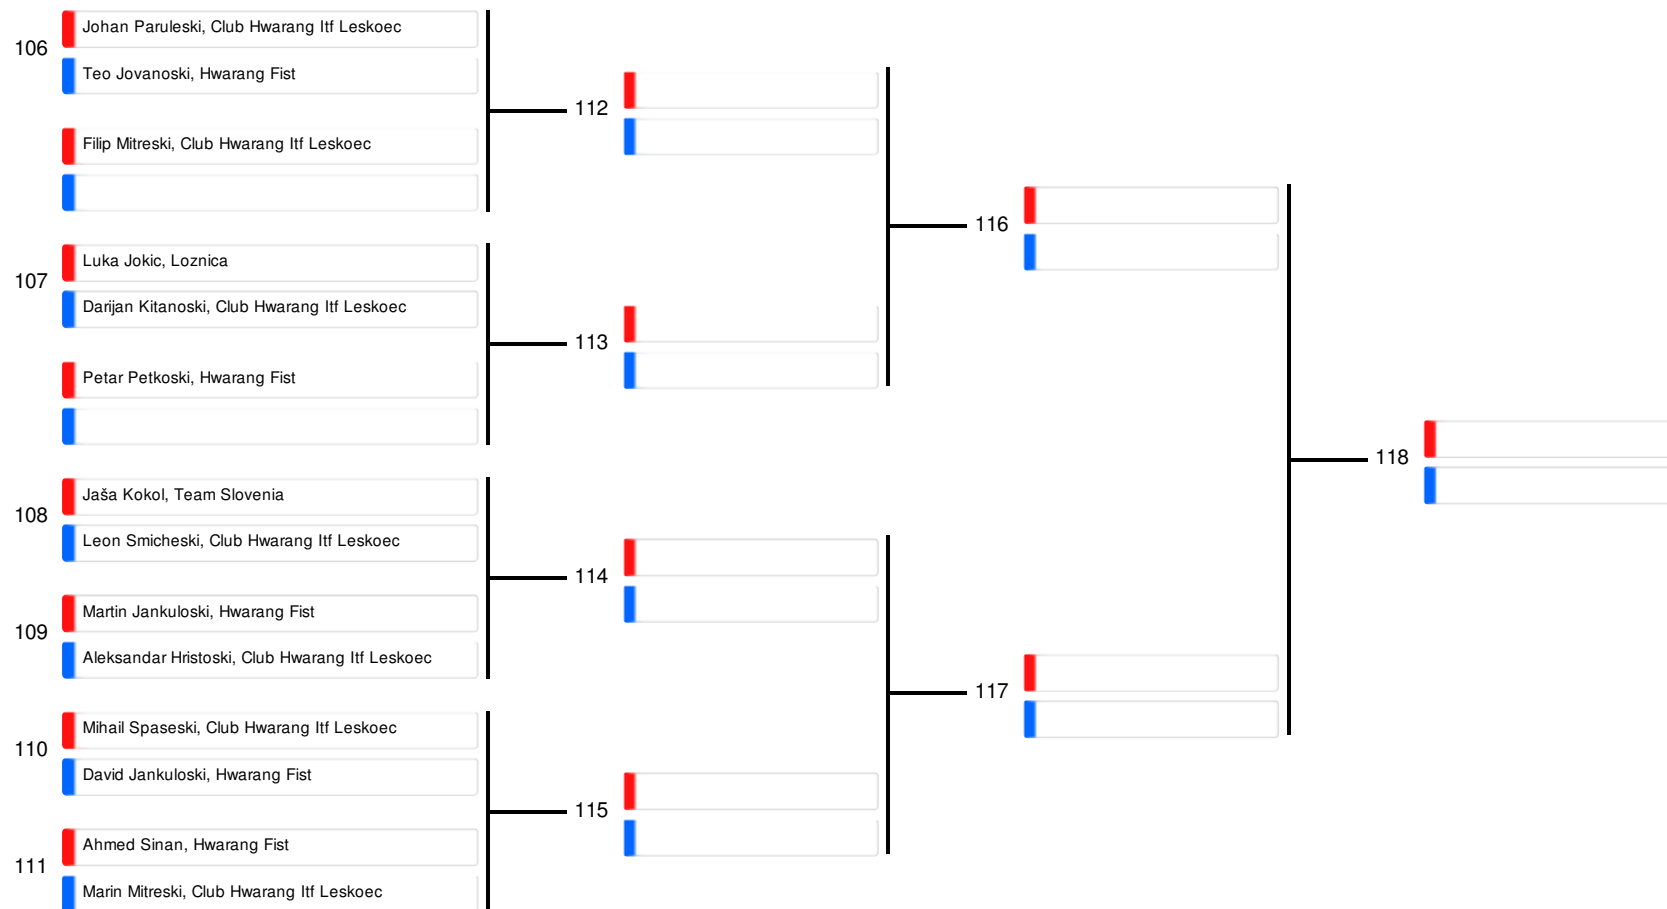 106
Johan Paruleski, Club Hwarang Itf Leskoec
Teo Jovanoski, Hwarang Fist
Filip Mitreski, Club Hwarang Itf Leskoec
107
Luka Jokic, Loznica
Darijan Kitanoski, Club Hwarang Itf Leskoec
Petar Petkoski, Hwarang Fist
108
Jaša Kokol, Team Slovenia
Leon Smicheski, Club Hwarang Itf Leskoec
109
Martin Jankuloski, Hwarang Fist
Aleksandar Hristoski, Club Hwarang Itf Leskoec
110
Mihail Spaseski, Club Hwarang Itf Leskoec
David Jankuloski, Hwarang Fist
111
Ahmed Sinan, Hwarang Fist
Marin Mitreski, Club Hwarang Itf Leskoec
112
113
114
115
116
117
118